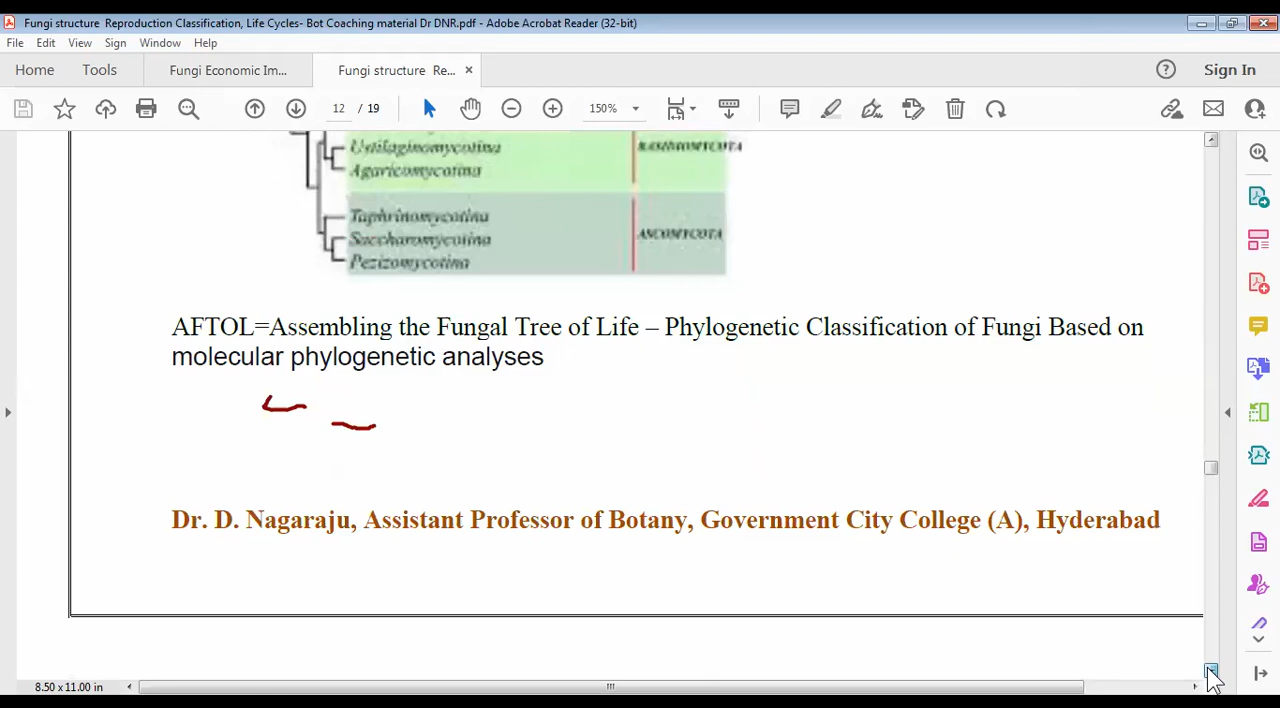 Fungi structure Reproduction Classification, Life Cycles- Bot Coaching material Dr DNR.pdf - Adobe Acrobat Reader (32-bit)
File Edit View Sign Window Help
Home Tools Fungi Economic Im... Fungi structure Re... × Sign In
12 / 19 150%
Ustilaginomycotina BASIDIOMYCOTA
Agaricomycotina
Taphrinomycotina
Saccharomycotina ASCOMYCOTA
Pezizomycotina
AFTOL=Assembling the Fungal Tree of Life – Phylogenetic Classification of Fungi Based on
molecular phylogenetic analyses
Dr. D. Nagaraju, Assistant Professor of Botany, Government City College (A), Hyderabad
8.50 x 11.00 in